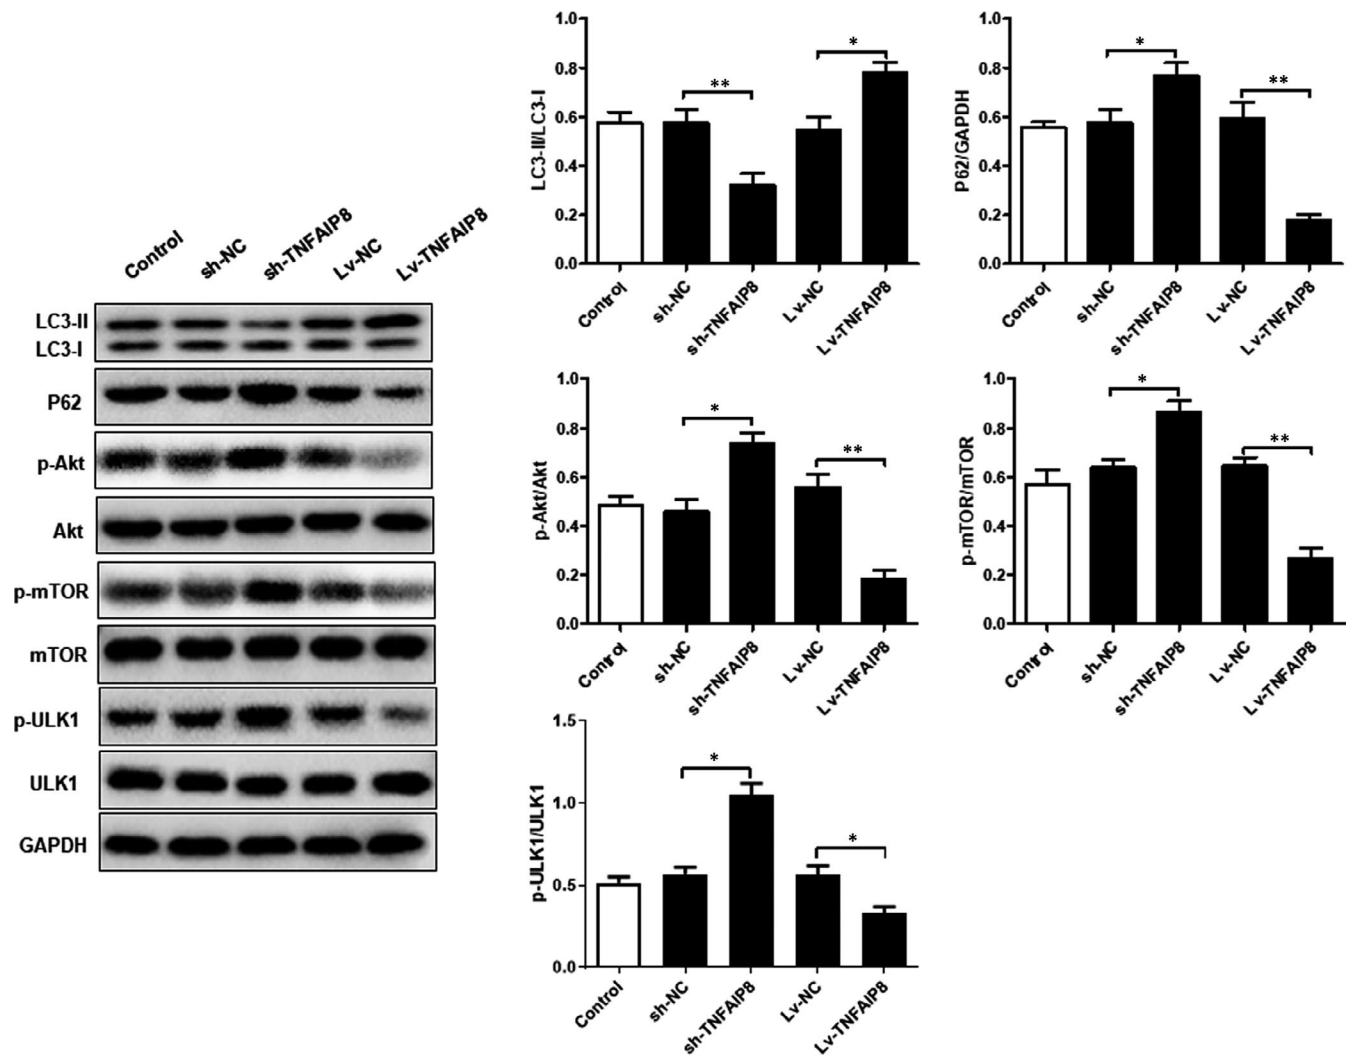 Control
sh-NC
sh-TNFAIP8
Lv-NC
Lv-TNFAIP8
LC3-II
LC3-I
P62
p-Akt
Akt
p-mTOR
mTOR
p-ULK1
ULK1
GAPDH
LC3-II/LC3-I
1.0
0.8
0.6
0.4
0.2
0.0
**
*
Control
sh-NC
sh-TNFAIP8
Lv-NC
Lv-TNFAIP8
P62/GAPDH
1.0
0.8
0.6
0.4
0.2
0.0
*
**
Control
sh-NC
sh-TNFAIP8
Lv-NC
Lv-TNFAIP8
p-Akt/Akt
1.0
0.8
0.6
0.4
0.2
0.0
*
**
Control
sh-NC
sh-TNFAIP8
Lv-NC
Lv-TNFAIP8
p-mTOR/mTOR
1.0
0.8
0.6
0.4
0.2
0.0
*
**
Control
sh-NC
sh-TNFAIP8
Lv-NC
Lv-TNFAIP8
p-ULK1/ULK1
1.5
1.0
0.5
0.0
*
*
Control
sh-NC
sh-TNFAIP8
Lv-NC
Lv-TNFAIP8